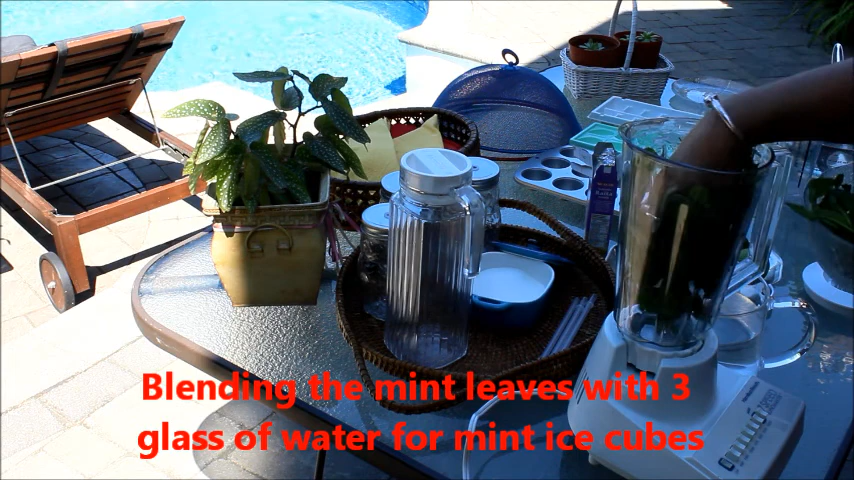 Blending the mint leaves with 3
glass of water for mint ice cubes